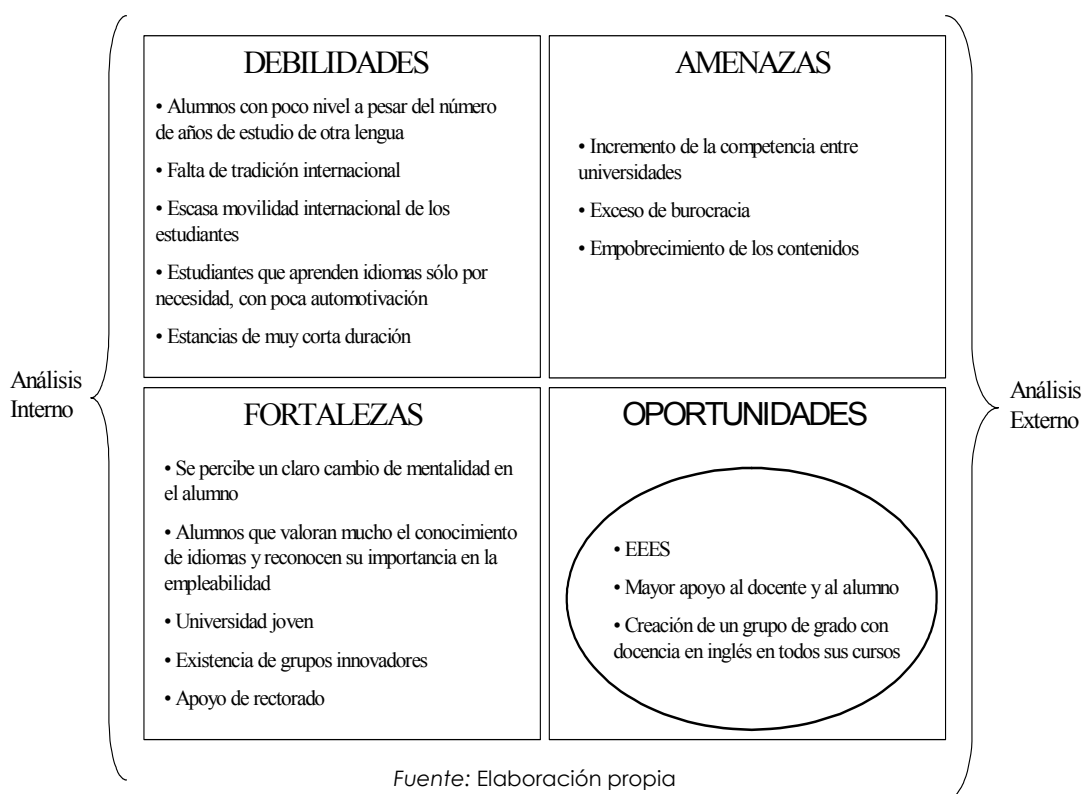 DEBILIDADES
• Alumnos con poco nivel a pesar del número
de años de estudio de otra lengua
• Falta de tradición internacional
• Escasa movilidad internacional de los
estudiantes
• Estudiantes que aprenden idiomas sólo por
necesidad, con poca automotivación
• Estancias de muy corta duración
AMENAZAS
• Incremento de la competencia entre
universidades
• Exceso de burocracia
• Empobrecimiento de los contenidos
Análisis
Interno
Análisis
Externo
FORTALEZAS
• Se percibe un claro cambio de mentalidad en
el alumno
• Alumnos que valoran mucho el conocimiento
de idiomas y reconocen su importancia en la
empleabilidad
• Universidad joven
• Existencia de grupos innovadores
• Apoyo de rectorado
OPORTUNIDADES
• EEES
• Mayor apoyo al docente y al alumno
• Creación de un grupo de grado con
docencia en inglés en todos sus cursos
Fuente: Elaboración propia